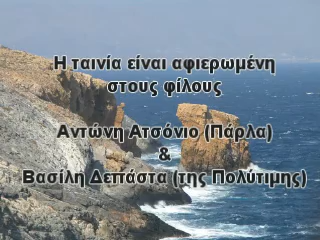 Η ταινία είναι αφιερωμένη
στους φίλους
Αντώνη Ατσόνιο (Πάρλα)
&
Βασίλη Δεπάστα (της Πολύτιμης)